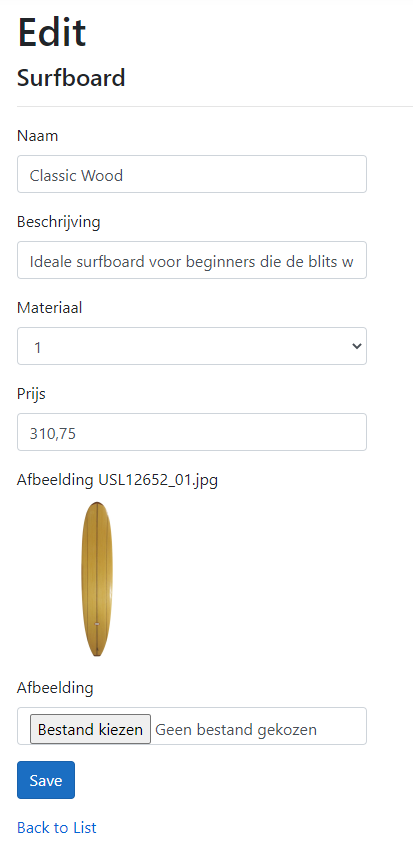 Edit
Surfboard
Naam
Classic Wood
Beschrijving
Ideale surfboard voor beginners die de blits w
Materiaal
1
Prijs
310,75
Afbeelding USL12652_01.jpg
Afbeelding
Bestand kiezen Geen bestand gekozen
Save
Back to List